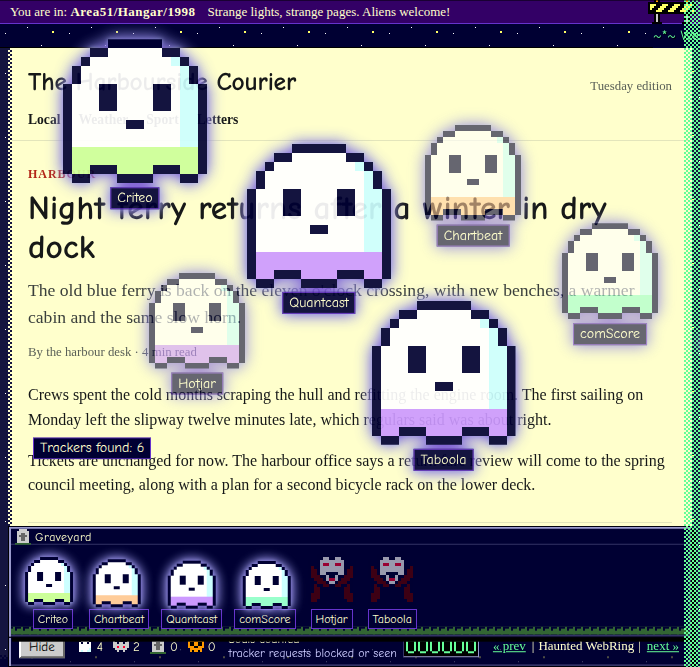 You are in: Area51/Hangar/1998 Strange lights, strange pages. Aliens welcome!
~*~
The Harbourside Courier
Tuesday edition
Local Weather Sport Letters
Criteo
Chartbeat
Night ferry returns after a winter in dry
dock
Quantcast
comScore
The old blue ferry is back on the eleven o'clock crossing, with new benches, a warmer
cabin and the same slow horn.
By the harbour desk · 4 min read
Hotjar
Crews spent the cold months scraping the hull and refitting the engine room. The first sailing on
Monday left the slipway twelve minutes late, which regulars said was about right.
Trackers found: 6
Taboola
Tickets are unchanged for now. The harbour office says a review will come to the spring
council meeting, along with a plan for a second bicycle rack on the lower deck.
Graveyard
Criteo Chartbeat Quantcast comScore Hotjar Taboola
Hide 4 2 0 0
tracker requests blocked or seen
« prev | Haunted WebRing | next »